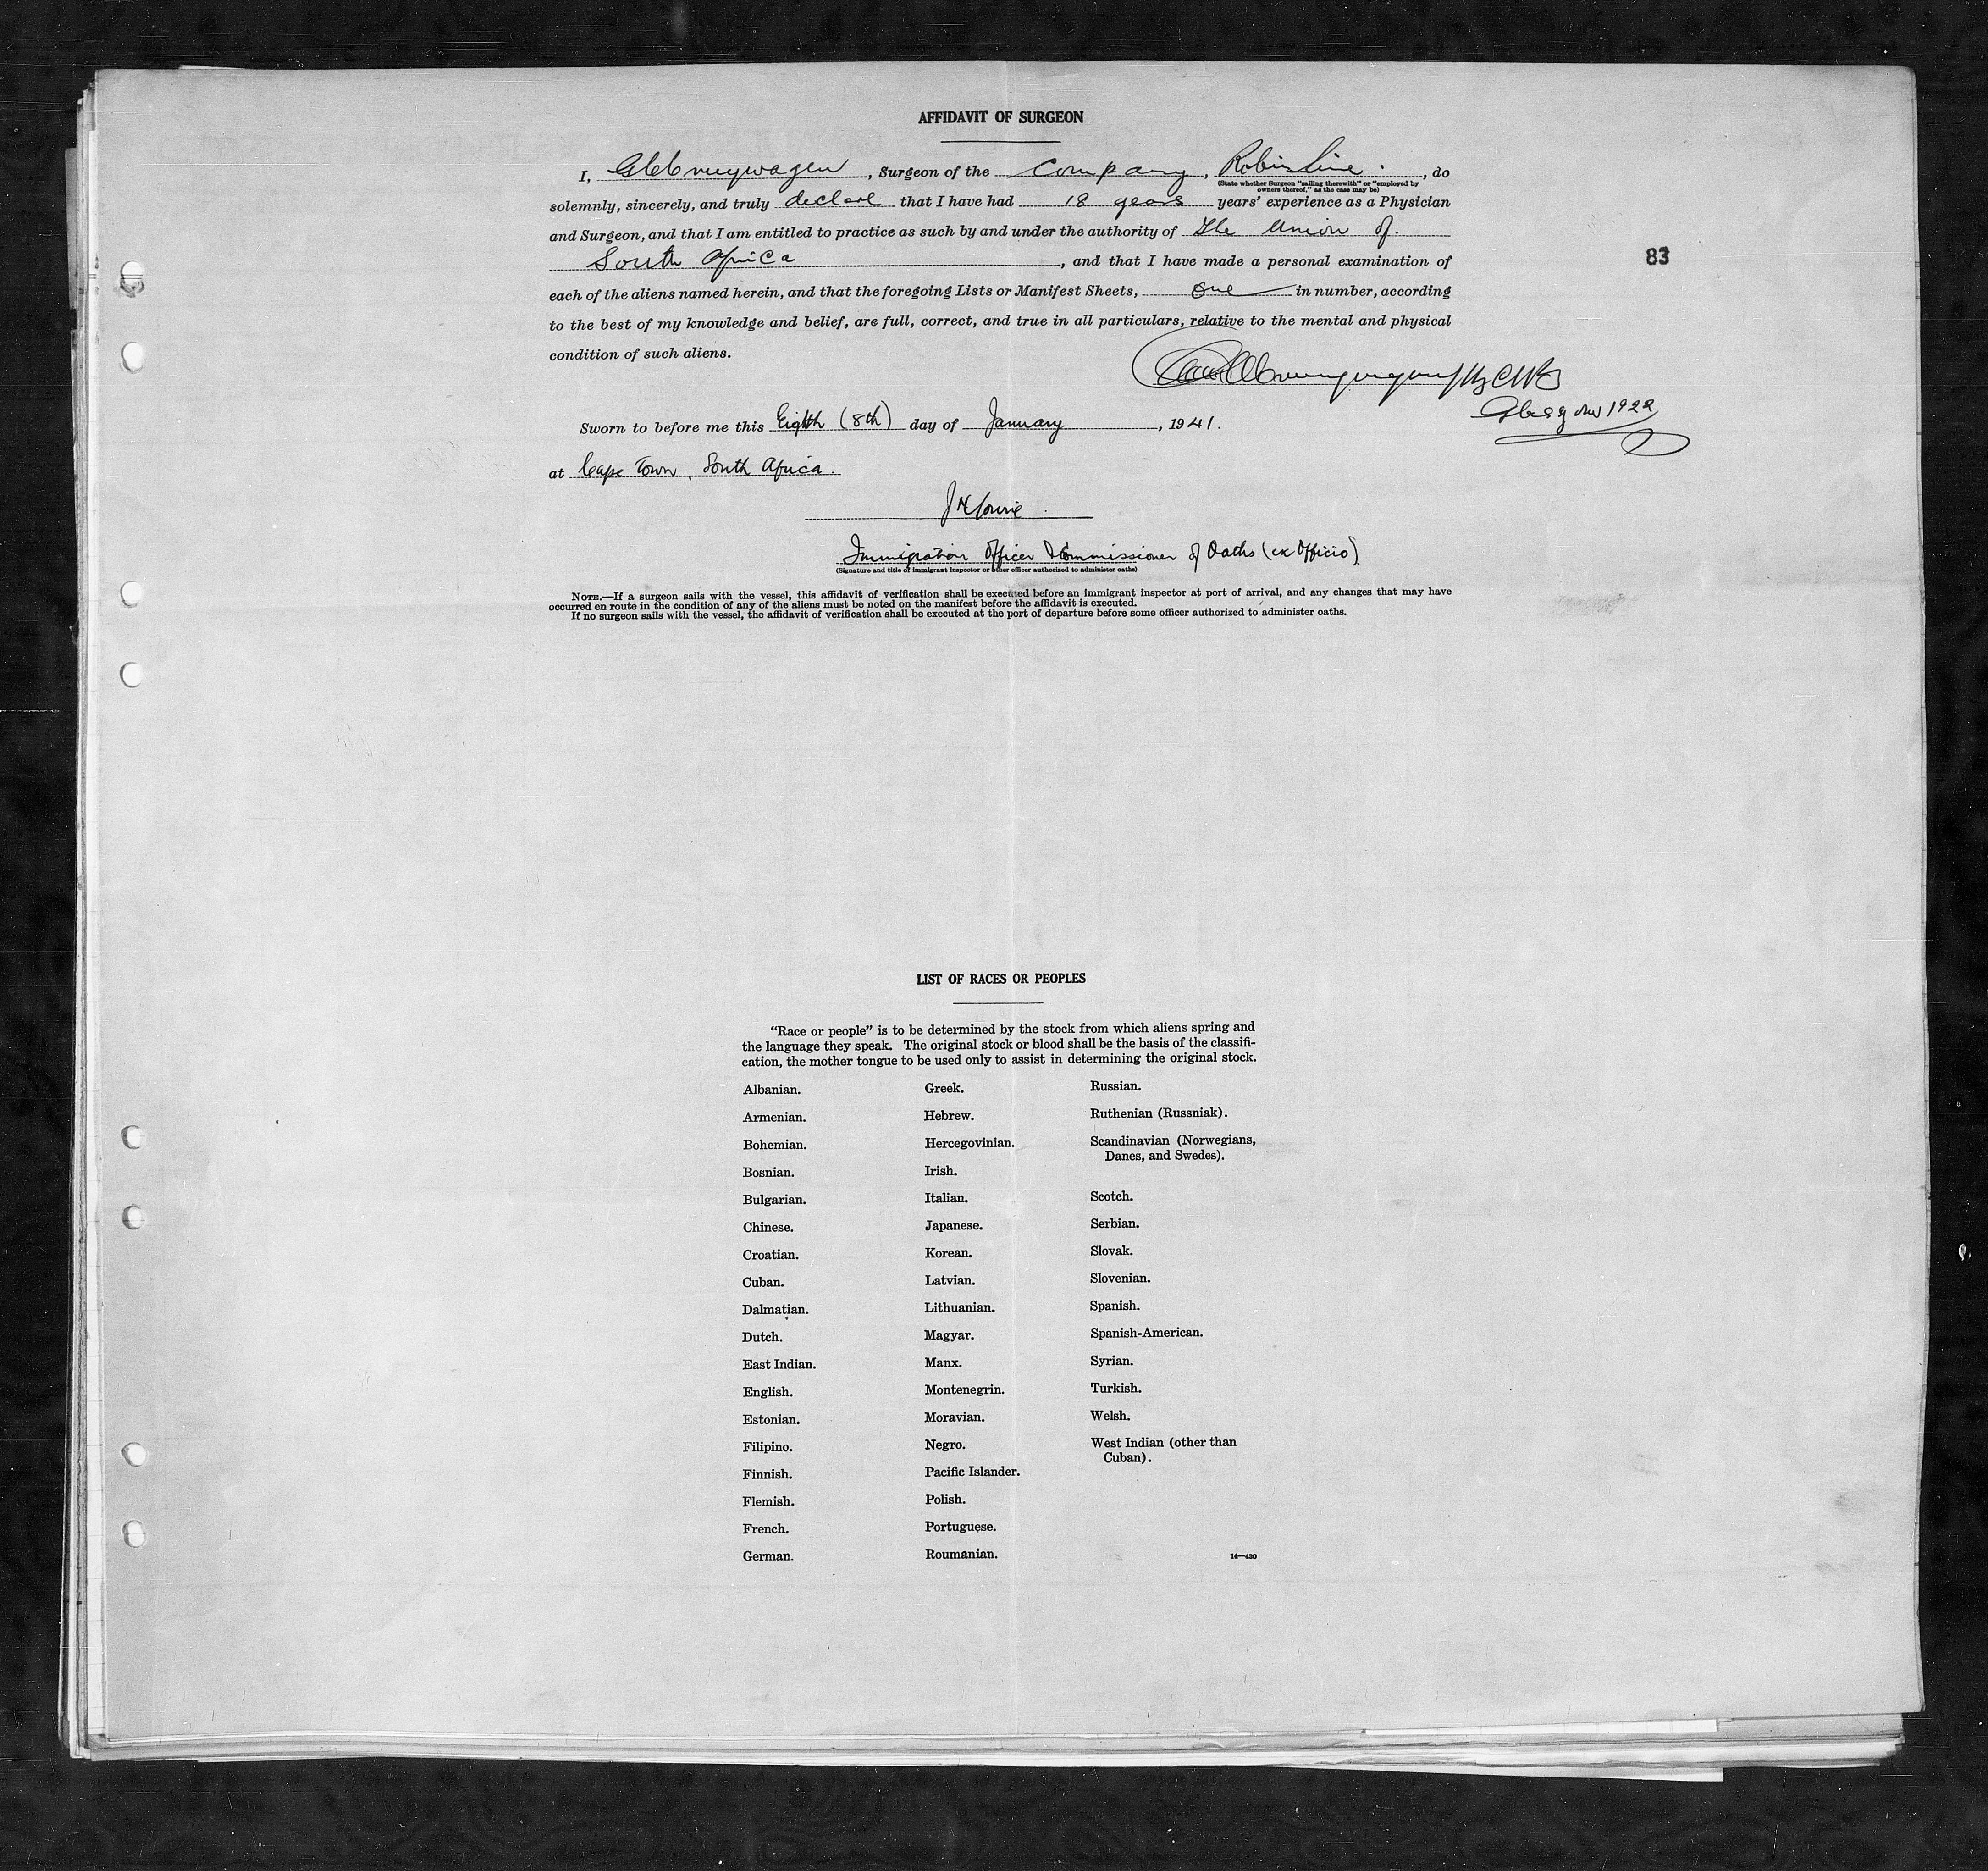 AFFIDAVIT OF SURGEON
I, , Surgeon of the Company, Robin Line. , do
(State whether Surgeon "sailing therewith" or "employed by
owners thereof," as the case may be)
solemnly, sincerely, and truly declare that I have had 18 years years' experience as a Physician
and Surgeon, and that I am entitled to practice as such by and under the authority of The Union of
South Africa , and that I have made a personal examination of
83
each of the aliens named herein, and that the foregoing Lists or Manifest Sheets, one in number, according
to the best of my knowledge and belief, are full, correct, and true in all particulars, relative to the mental and physical
condition of such aliens.
Glasgow 1922
Sworn to before me this Eighth (8th) day of January , 1941.
at Cape Town, South Africa.
Immigration Officer & Commissioner of Oaths (ex Officio)
(Signature and title of immigrant inspector or other officer authorized to administer oaths)
NOTE.—If a surgeon sails with the vessel, this affidavit of verification shall be executed before an immigrant inspector at port of arrival, and any changes that may have
occurred en route in the condition of any of the aliens must be noted on the manifest before the affidavit is executed.
If no surgeon sails with the vessel, the affidavit of verification shall be executed at the port of departure before some officer authorized to administer oaths.
LIST OF RACES OR PEOPLES
"Race or people" is to be determined by the stock from which aliens spring and
the language they speak. The original stock or blood shall be the basis of the classifi-
cation, the mother tongue to be used only to assist in determining the original stock.
Albanian.
Armenian.
Bohemian.
Bosnian.
Bulgarian.
Chinese.
Croatian.
Cuban.
Dalmatian.
Dutch.
East Indian.
English.
Estonian.
Filipino.
Finnish.
Flemish.
French.
German.
Greek.
Hebrew.
Hercegovinian.
Irish.
Italian.
Japanese.
Korean.
Latvian.
Lithuanian.
Magyar.
Manx.
Montenegrin.
Moravian.
Negro.
Pacific Islander.
Polish.
Portuguese.
Roumanian.
Russian.
Ruthenian (Russniak).
Scandinavian (Norwegians,
Danes, and Swedes).
Scotch.
Serbian.
Slovak.
Slovenian.
Spanish.
Spanish-American.
Syrian.
Turkish.
Welsh.
West Indian (other than
Cuban).
14—430